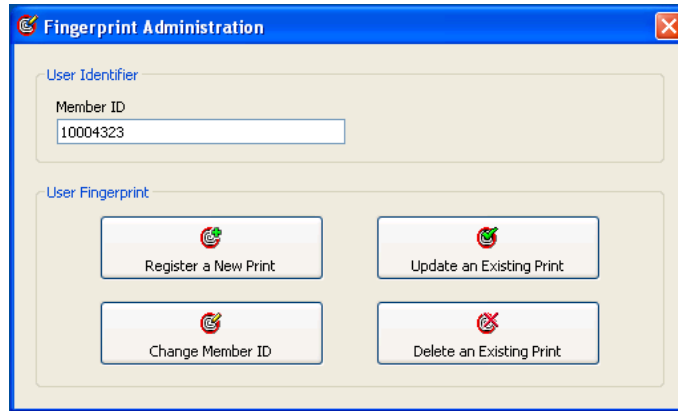 Fingerprint Administration
User Identifier
Member ID
10004323
User Fingerprint
Register a New Print
Update an Existing Print
Change Member ID
Delete an Existing Print